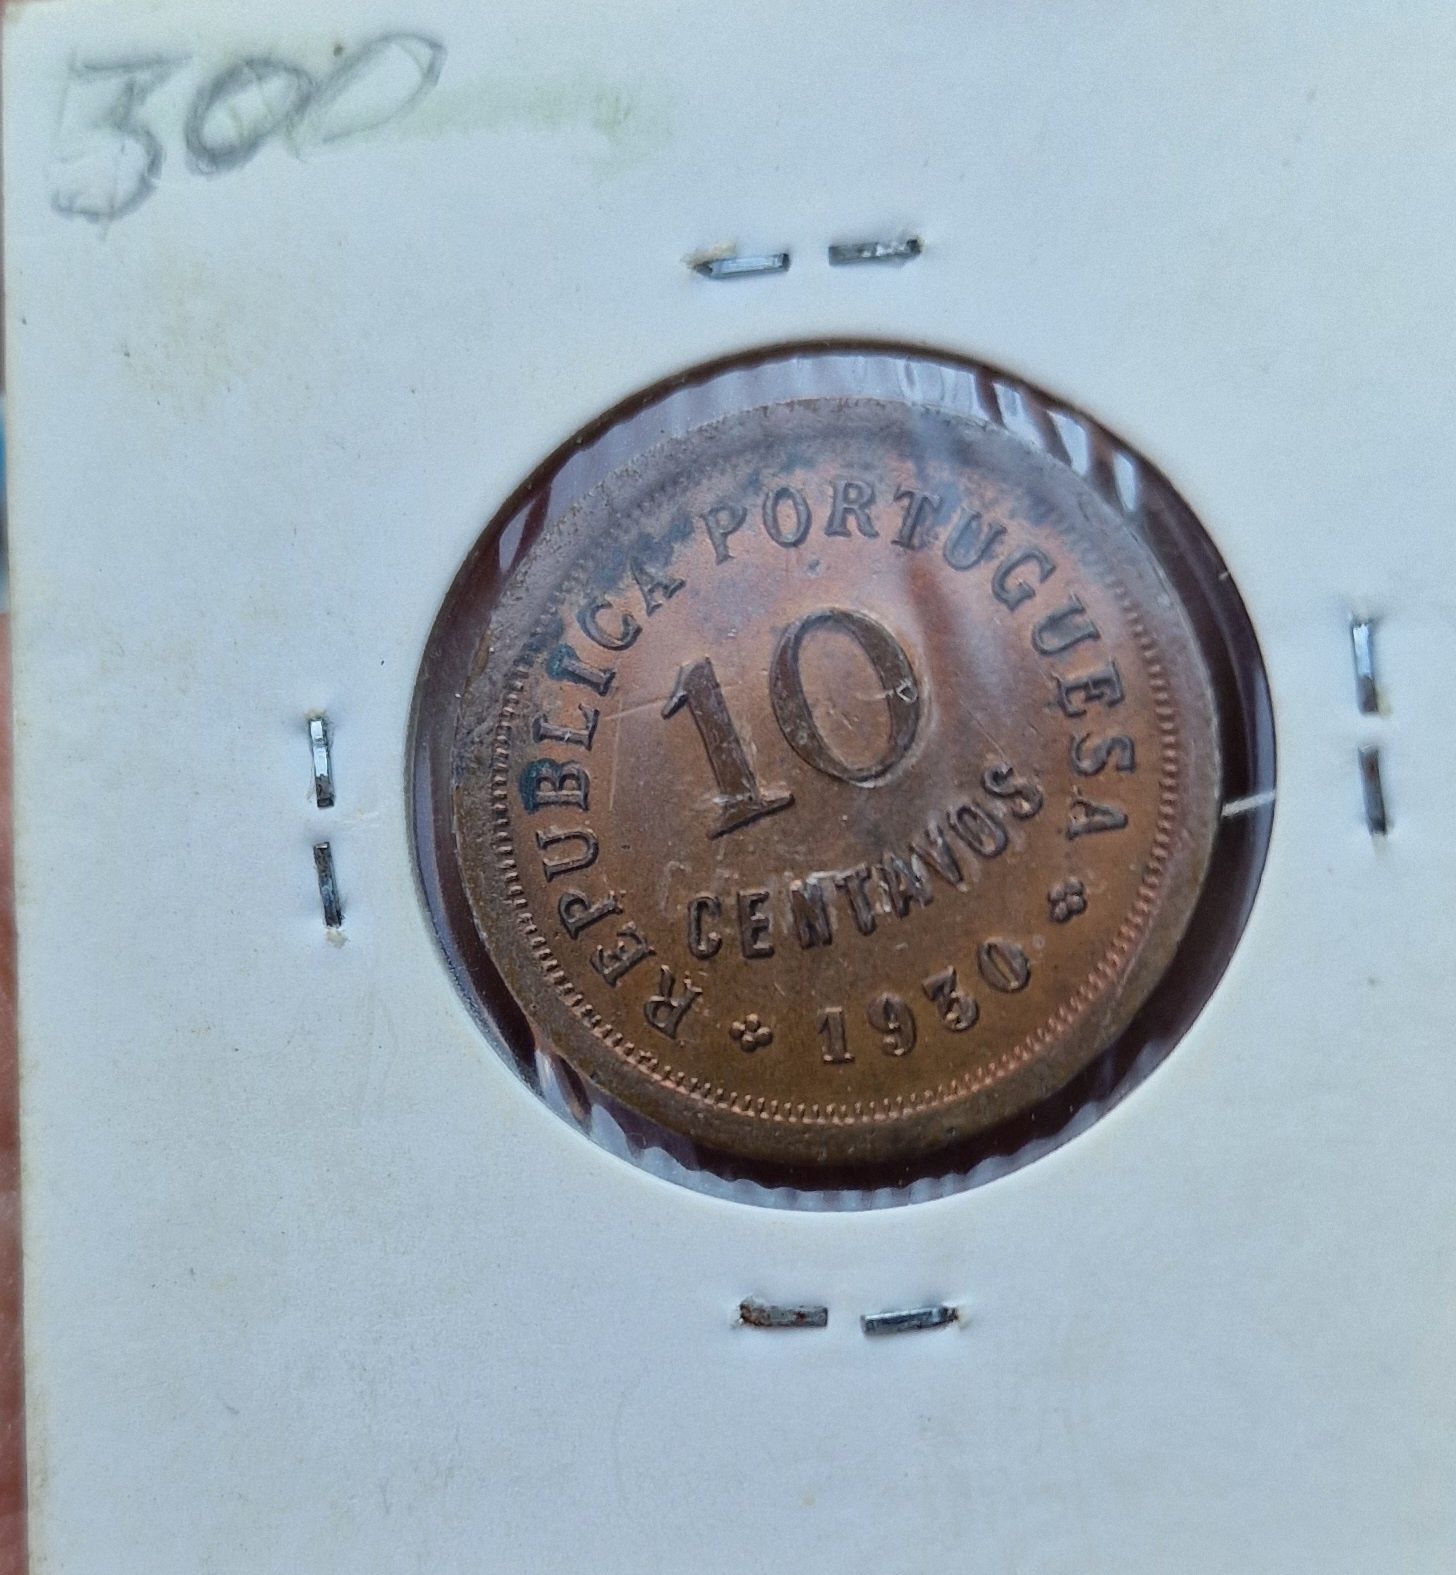 300
REPUBLICA PORTUGUESA
10
CENTAVOS
1930